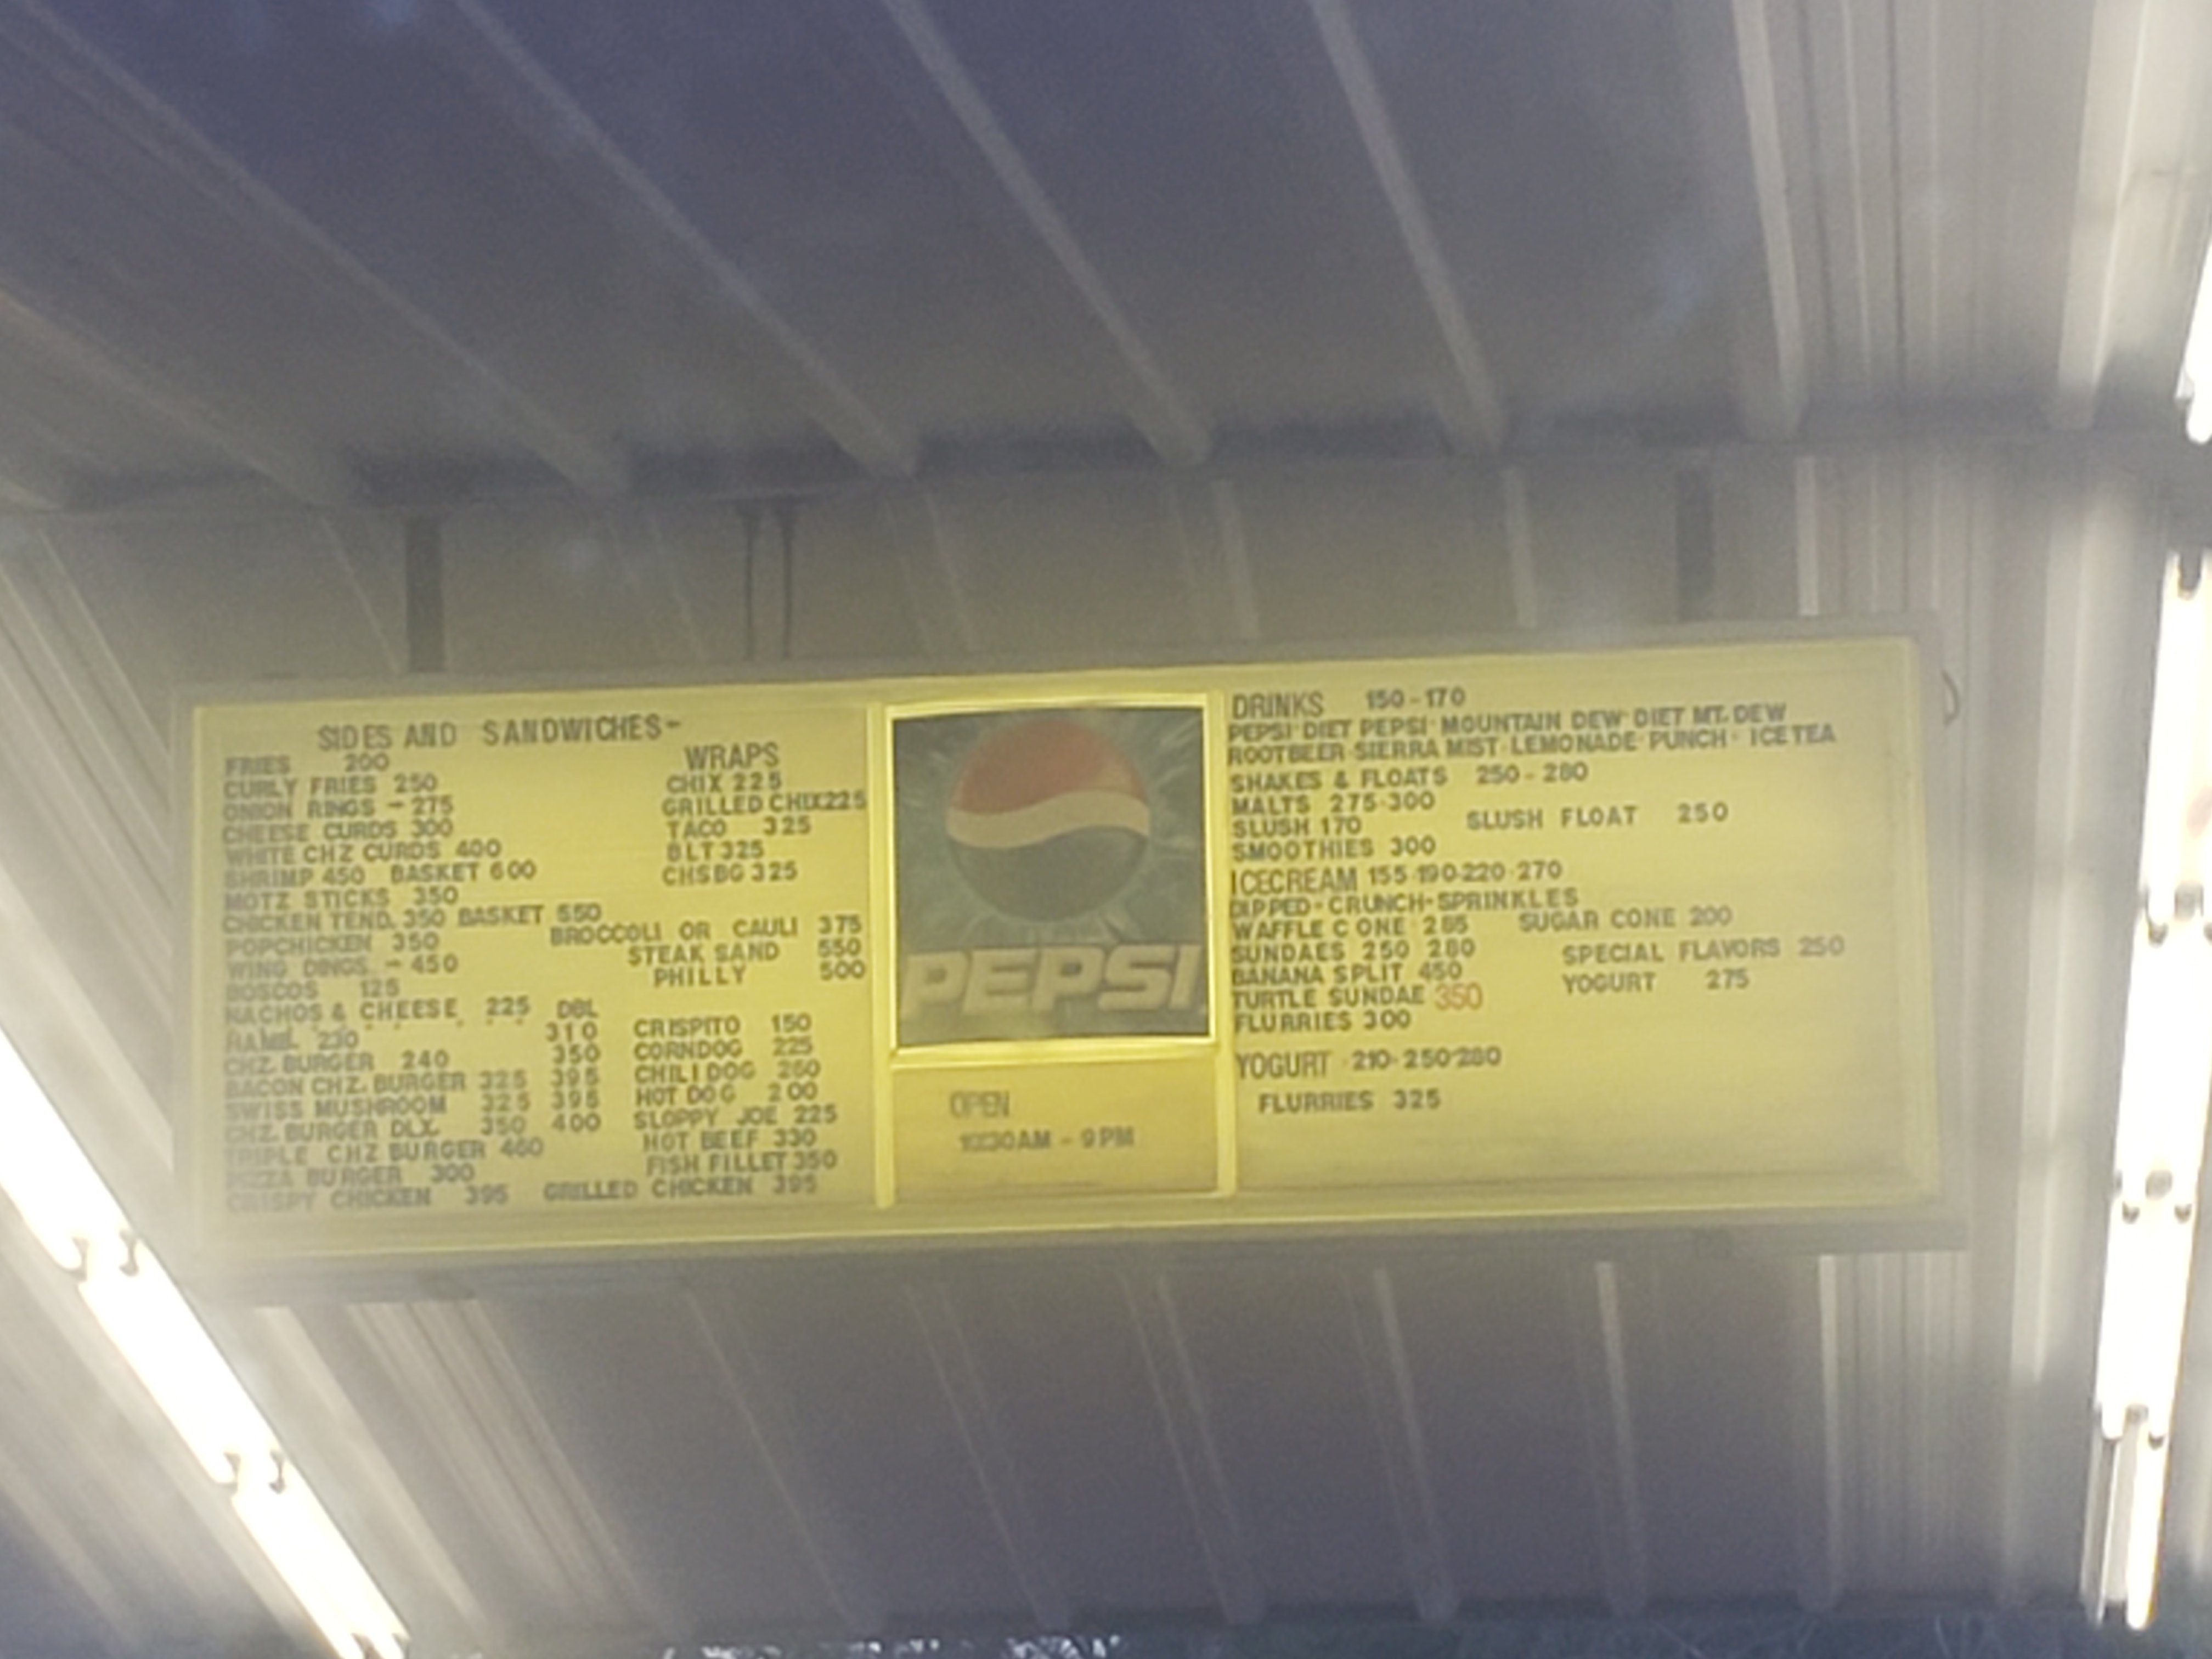 SIDES AND SANDWICHES-
FRIES 200
CURLY FRIES 250
ONION RINGS - 275
CHEESE CURDS 300
WHITE CHZ CURDS 400
SHRIMP 450 BASKET 600
MOTZ STICKS 350
CHICKEN TEND. 350 BASKET 550
POPCHICKEN 350
WING DINGS - 450
BOSCOS 125
NACHOS & CHEESE 225 DBL
HAMB. 230 310
CHZ. BURGER 240 350
BACON CHZ. BURGER 325 395
SWISS MUSHROOM 325 395
CHZ. BURGER DLX. 350 400
TRIPLE CHZ BURGER 460
PIZZA BURGER 300
CRISPY CHICKEN 395 GRILLED CHICKEN 395
WRAPS
CHIX 225
GRILLED CHIX 225
TACO 325
BLT 325
CHSBG 325
BROCCOLI OR CAULI 375
STEAK SAND 550
PHILLY 500
CRISPITO 150
CORNDOG 225
CHILI DOG 260
HOT DOG 200
SLOPPY JOE 225
HOT BEEF 330
FISH FILLET 350
PEPSI
OPEN
1030AM - 9PM
DRINKS 150-170
PEPSI DIET PEPSI MOUNTAIN DEW DIET MT. DEW
ROOTBEER SIERRA MIST LEMONADE PUNCH ICE TEA
SHAKES & FLOATS 250-280
MALTS 275-300
SLUSH 170 SLUSH FLOAT 250
SMOOTHIES 300
ICECREAM 155 190-220-270
DIPPED-CRUNCH-SPRINKLES
WAFFLE CONE 285 SUGAR CONE 200
SUNDAES 250 280 SPECIAL FLAVORS 250
BANANA SPLIT 450 YOGURT 275
TURTLE SUNDAE 350
FLURRIES 300
YOGURT 210-250-280
FLURRIES 325